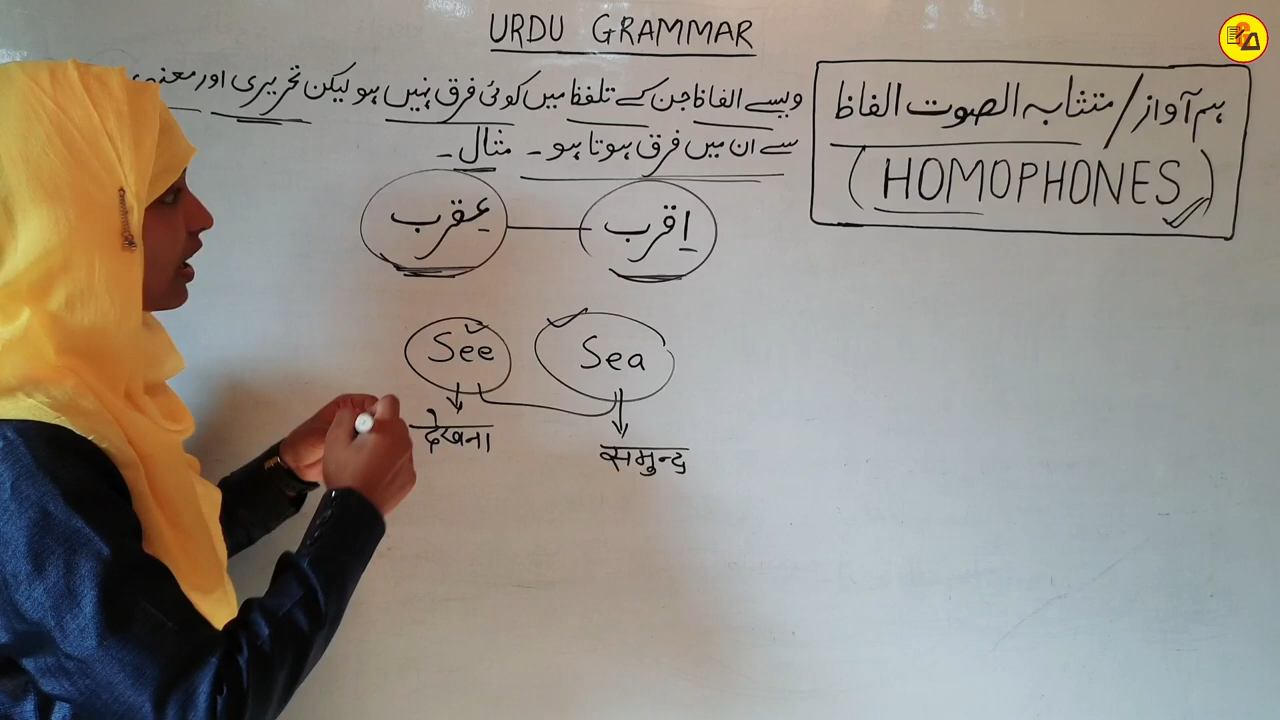 URDU GRAMMAR
ہم آواز / متشابہ الصوت الفاظ
(HOMOPHONES)
ویسے الفاظ جن کے تلفظ میں کوئی فرق نہیں ہو لیکن تحریری اور
سے ان میں فرق ہوتا ہو ۔ مثال ۔
اقرب — عقرب
See Sea
देखना
समुन्द्र